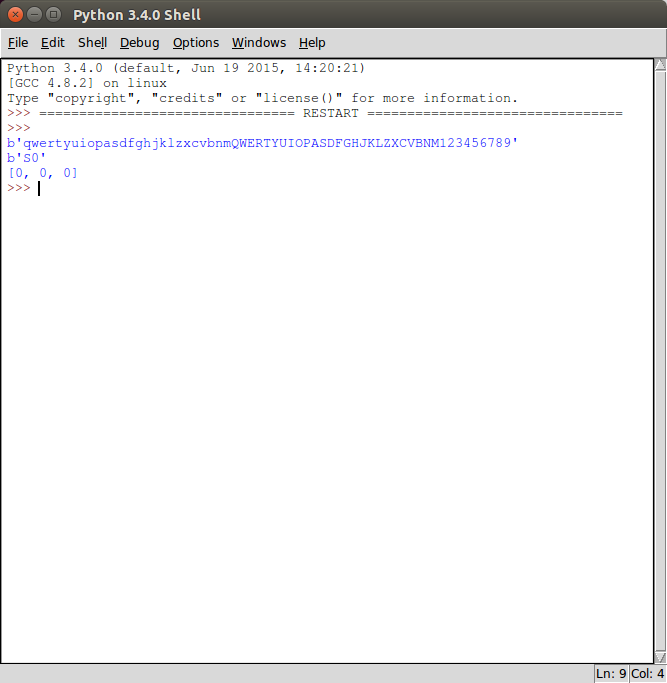 Python 3.4.0 Shell
File Edit Shell Debug Options Windows Help
Python 3.4.0 (default, Jun 19 2015, 14:20:21)
[GCC 4.8.2] on linux
Type "copyright", "credits" or "license()" for more information.
>>> ================================ RESTART ================================
>>>
b'qwertyuiopasdfghjklzxcvbnmQWERTYUIOPASDFGHJKLZXCVBNM123456789'
b'S0'
[0, 0, 0]
>>>
Ln: 9 Col: 4